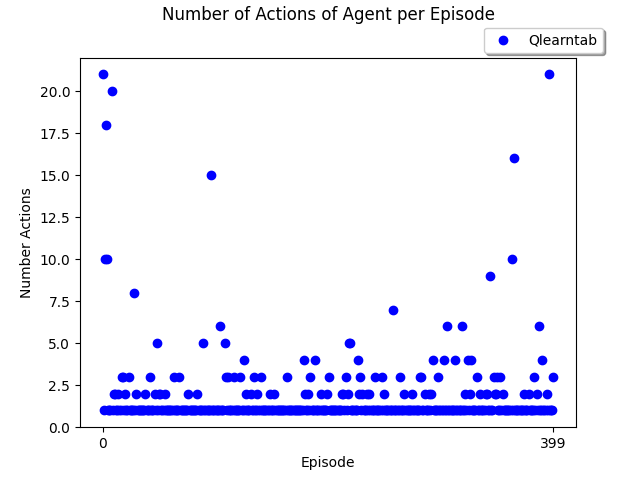 Number of Actions of Agent per Episode
Qlearntab
20.0
17.5
15.0
12.5
10.0
7.5
5.0
2.5
0.0
Number Actions
0
399
Episode